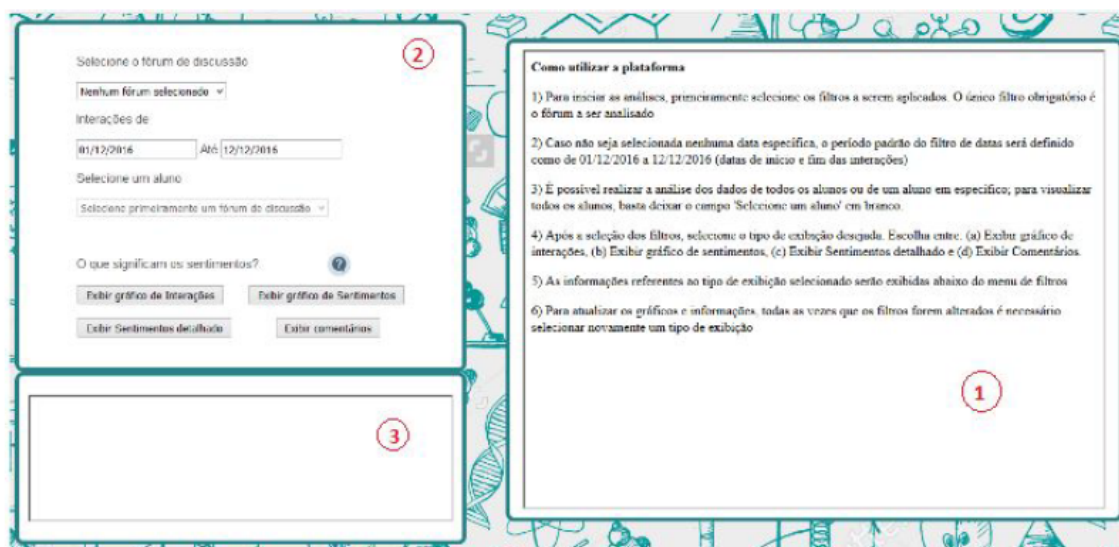 2
Selecione o fórum de discussão
Nenhum fórum selecionado
Interações de
01/12/2016 Até 12/12/2016
Selecione um aluno
Selecione primeiramente um fórum de discussão
O que significam os sentimentos? ?
Exibir gráfico de Interações Exibir gráfico de Sentimentos
Exibir Sentimentos detalhado Exibir comentários
3
Como utilizar a plataforma
1) Para iniciar as análises, primeiramente selecione os filtros a serem aplicados. O único filtro obrigatório é
o fórum a ser analisado
2) Caso não seja selecionada nenhuma data especifica, o período padrão do filtro de datas será definido
como de 01/12/2016 a 12/12/2016 (datas de inicio e fim das interações)
3) É possível realizar a análise dos dados de todos os alunos ou de um aluno em especifico; para visualizar
todos os alunos, basta deixar o campo 'Selecione um aluno' em branco.
4) Após a seleção dos filtros, selecione o tipo de exibição desejada. Escolha entre: (a) Exibir gráfico de
interações, (b) Exibir gráfico de sentimentos, (c) Exibir Sentimentos detalhado e (d) Exibir Comentários.
5) As informações referentes ao tipo de exibição selecionado serão exibidas abaixo do menu de filtros
6) Para atualizar os gráficos e informações, todas as vezes que os filtros forem alterados é necessário
selecionar novamente um tipo de exibição
1